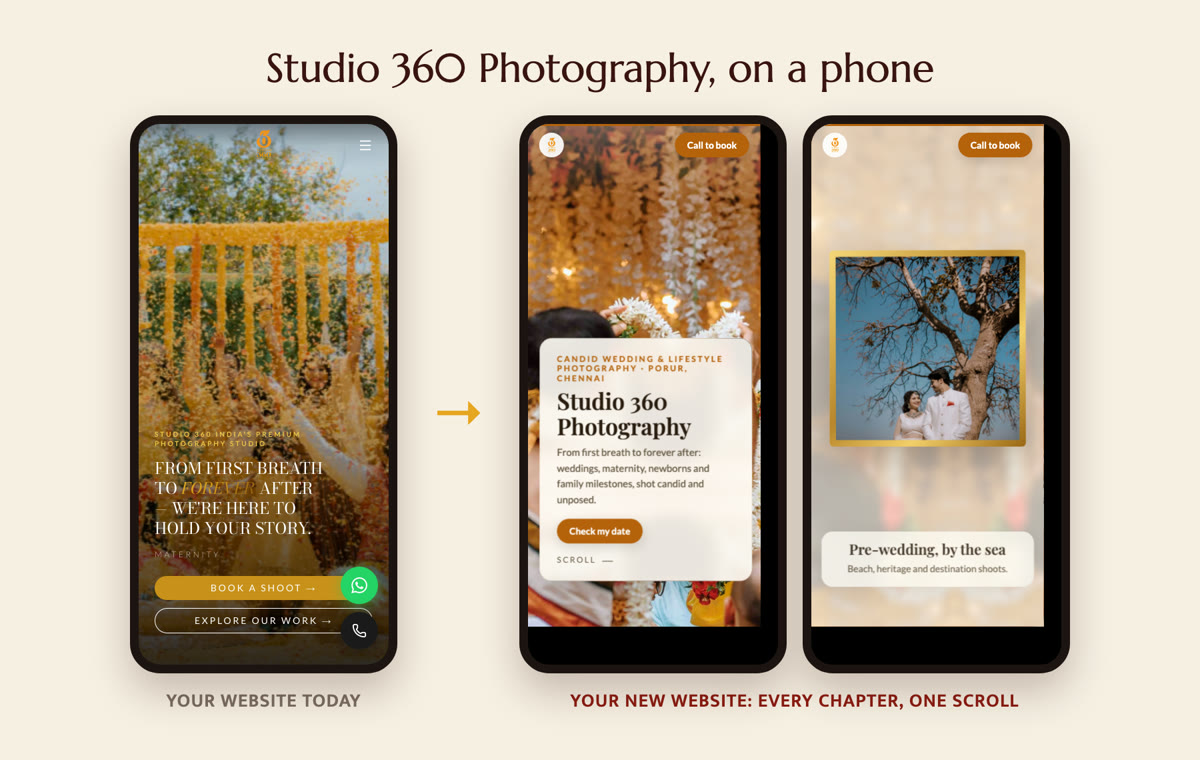 Studio 360 Photography, on a phone
STUDIO 360 INDIA'S PREMIUM
PHOTOGRAPHY STUDIO
FROM FIRST BREATH
TO FOREVER AFTER
— WE'RE HERE TO
HOLD YOUR STORY.
MATERNITY
BOOK A SHOOT →
EXPLORE OUR WORK →
YOUR WEBSITE TODAY
Call to book
CANDID WEDDING & LIFESTYLE
PHOTOGRAPHY · PORUR,
CHENNAI
Studio 360
Photography
From first breath to forever after:
weddings, maternity, newborns and
family milestones, shot candid and
unposed.
Check my date
SCROLL —
Call to book
Pre-wedding, by the sea
Beach, heritage and destination shoots.
YOUR NEW WEBSITE: EVERY CHAPTER, ONE SCROLL